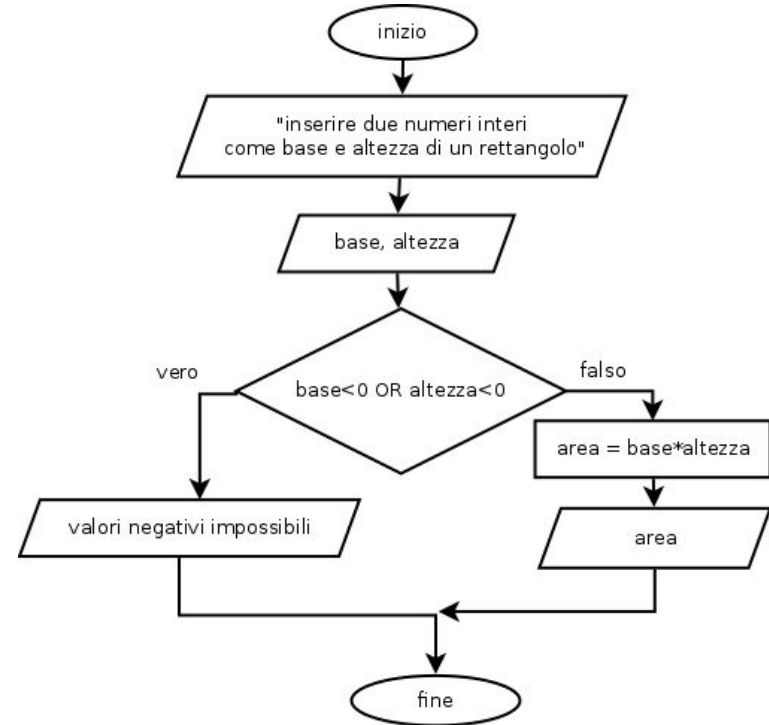 inizio
"inserire due numeri interi
come base e altezza di un rettangolo"
base, altezza
base<0 OR altezza<0
vero
falso
area = base*altezza
valori negativi impossibili
area
fine